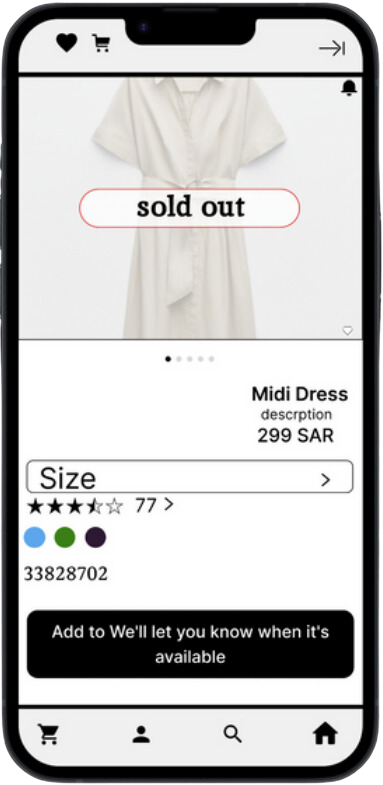 sold out
Midi Dress
descrption
299 SAR
Size
77
33828702
Add to We'll let you know when it's
available